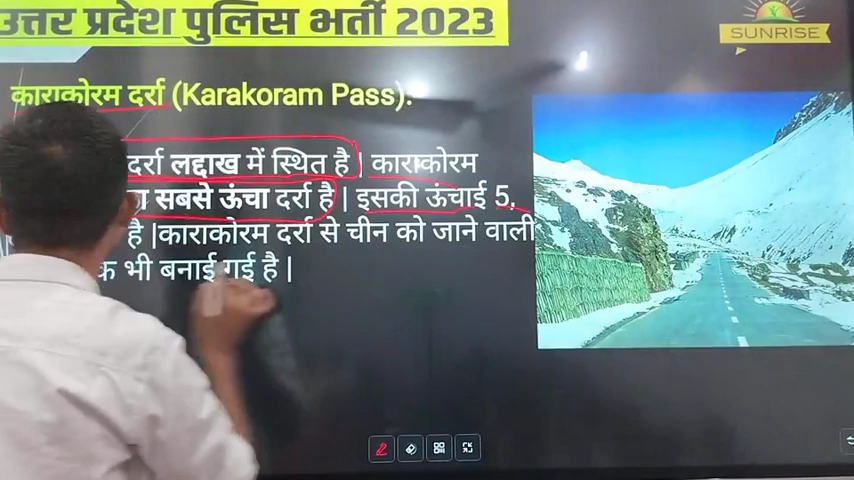 उत्तर प्रदेश पुलिस भर्ती 2023
SUNRISE
काराकोरम दर्रा (Karakoram Pass):
दर्रा लद्दाख में स्थित है | काराकोरम
सबसे ऊंचा दर्रा है | इसकी ऊंचाई 5,
है |काराकोरम दर्रा से चीन को जाने वाली
भी बनाई गई है |